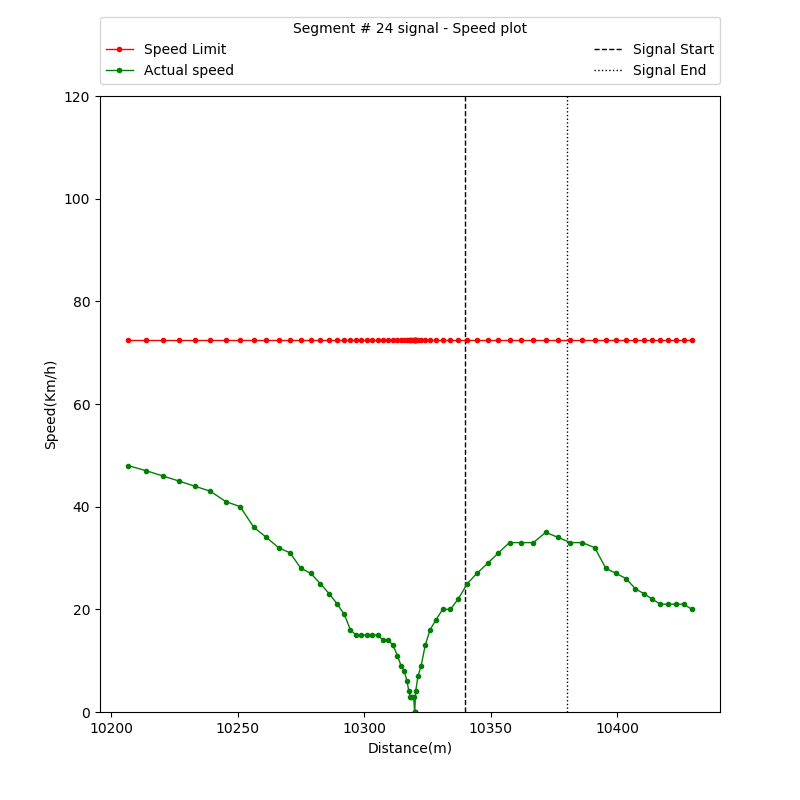 Segment # 24 signal - Speed plot
Speed Limit
Actual speed
Signal Start
Signal End
120
100
80
60
40
20
0
Speed(Km/h)
10200
10250
10300
10350
10400
Distance(m)